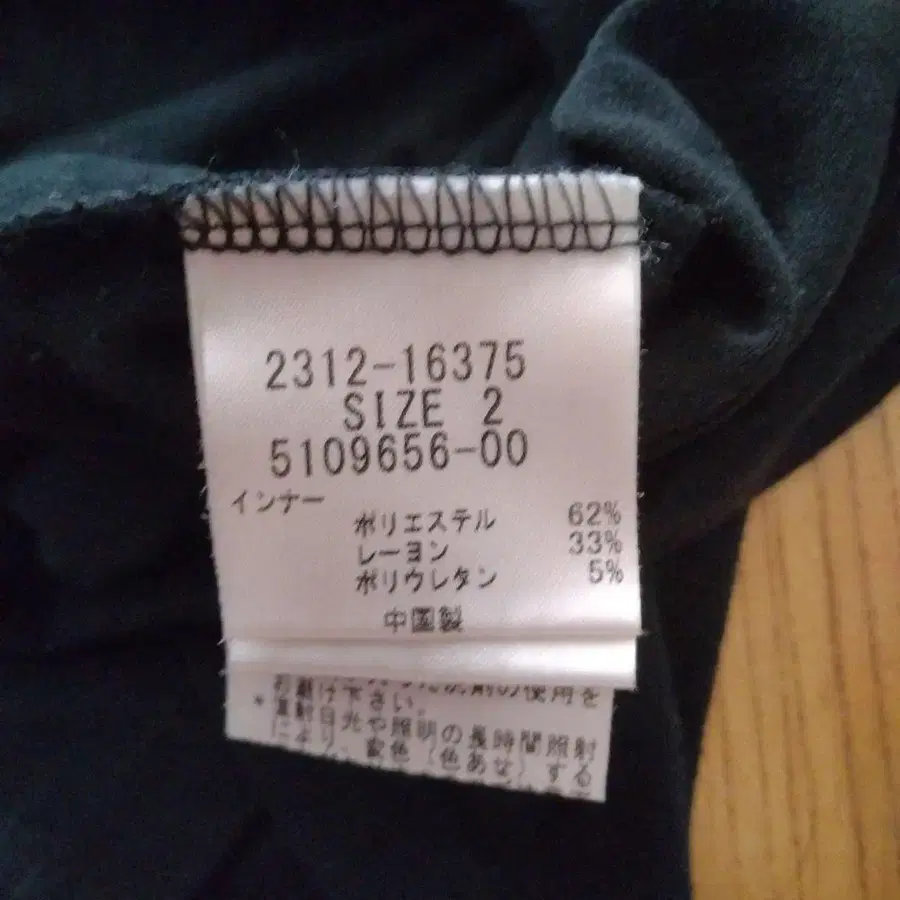 2312-16375
SIZE 2
5109656-00
インナー
ポリエステル 62%
レーヨン 33%
ポリウレタン 5%
中国製
の使用を
お避け下さい。
* 直射日光や照明の長時間照射
により、変色（色あせ）する